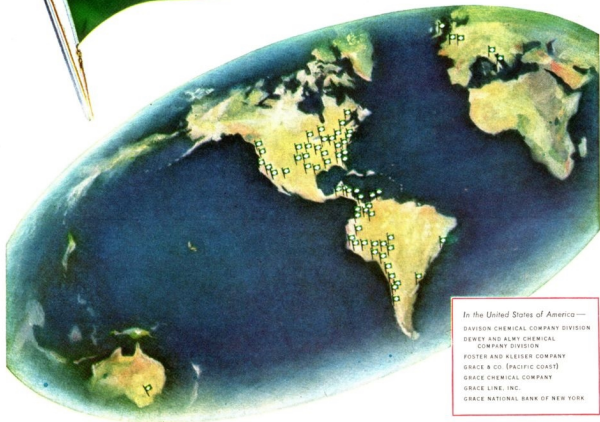 In the United States of America—
DAVISON CHEMICAL COMPANY DIVISION
DEWEY AND ALMY CHEMICAL
COMPANY DIVISION
FOSTER AND KLEISER COMPANY
GRACE & CO. (PACIFIC COAST)
GRACE CHEMICAL COMPANY
GRACE LINE, INC.
GRACE NATIONAL BANK OF NEW YORK